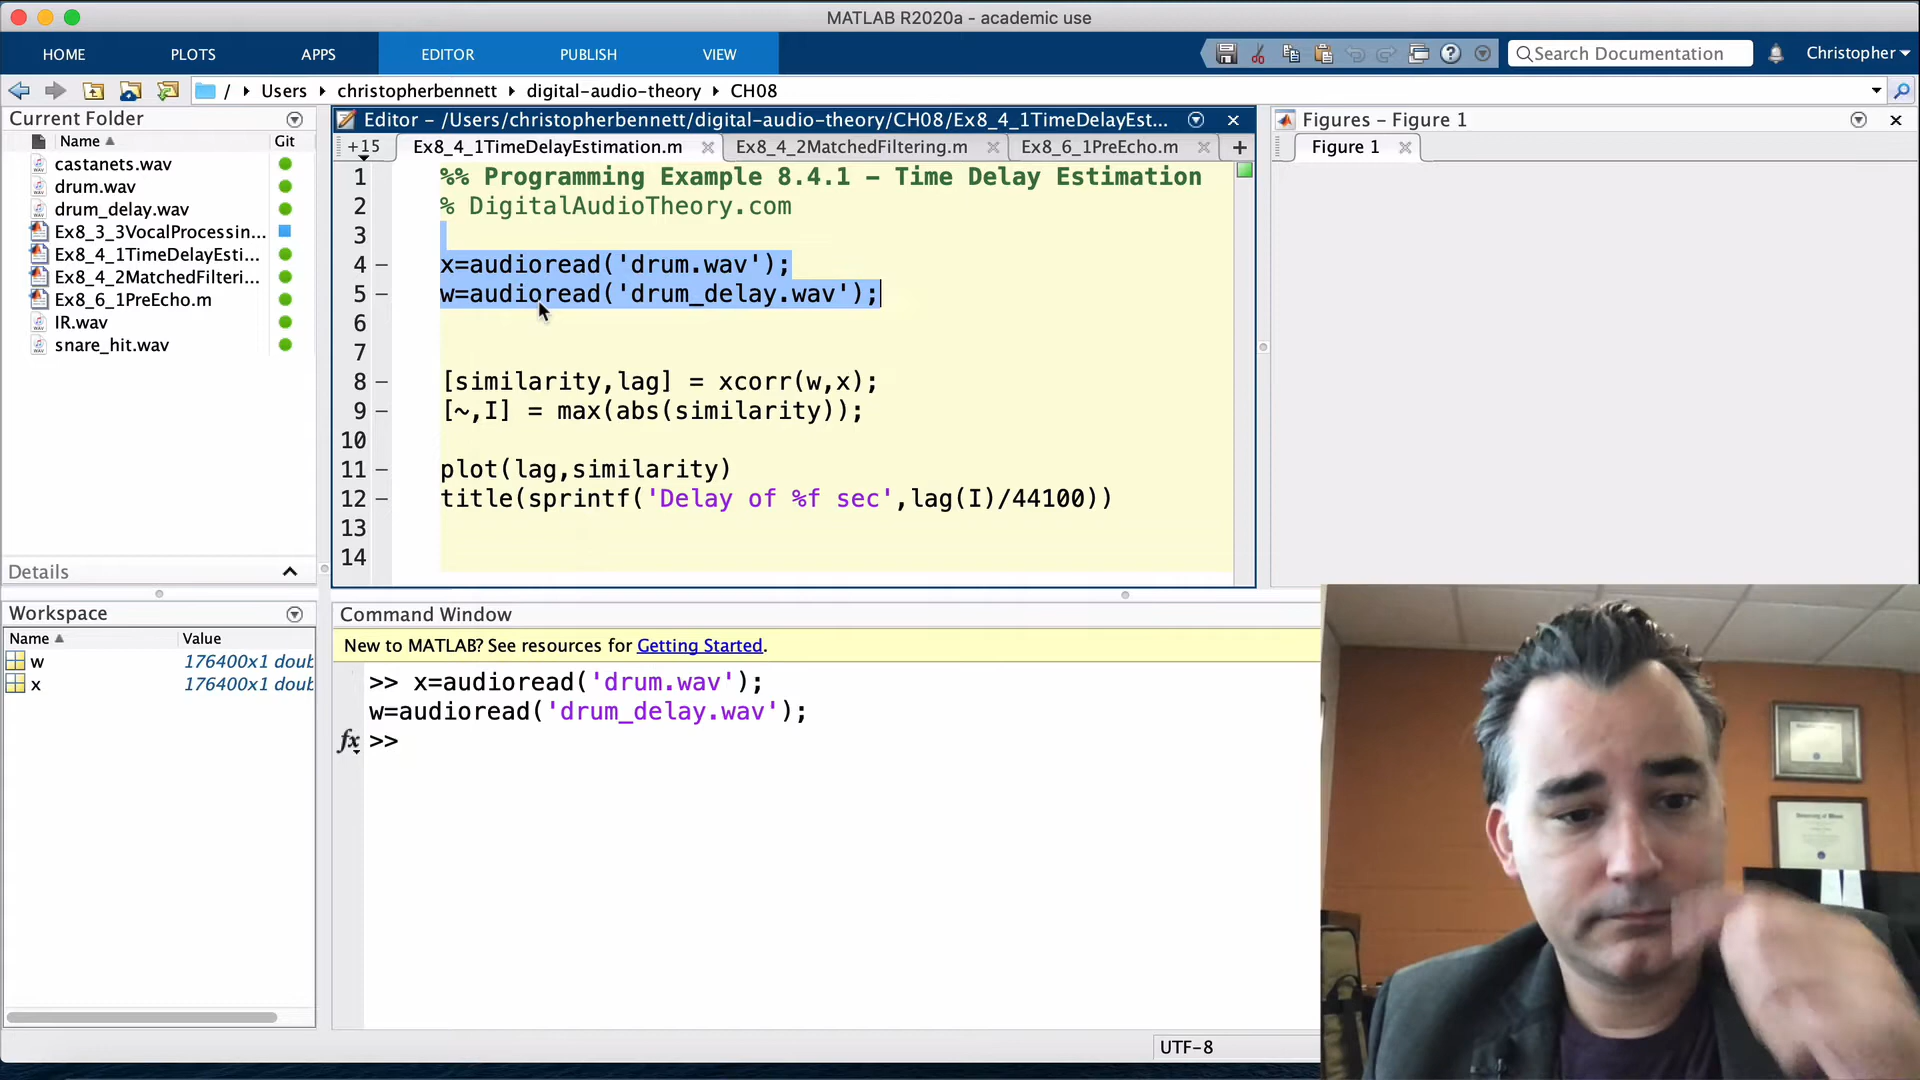 MATLAB R2020a - academic use
HOME PLOTS APPS EDITOR PUBLISH VIEW Search Documentation Christopher
/ Users christopherbennett digital-audio-theory CH08
Current Folder
Name Git
castanets.wav
drum.wav
drum_delay.wav
Ex8_3_3VocalProcessin...
Ex8_4_1TimeDelayEsti...
Ex8_4_2MatchedFilteri...
Ex8_6_1PreEcho.m
IR.wav
snare_hit.wav
Details
Workspace
Name Value
w 176400x1 doub
x 176400x1 doub
Editor - /Users/christopherbennett/digital-audio-theory/CH08/Ex8_4_1TimeDelayEst...
+15 Ex8_4_1TimeDelayEstimation.m Ex8_4_2MatchedFiltering.m Ex8_6_1PreEcho.m +
1 %% Programming Example 8.4.1 - Time Delay Estimation
2 % DigitalAudioTheory.com
3
4 - x=audioread('drum.wav');
5 - w=audioread('drum_delay.wav');
6
7
8 - [similarity,lag] = xcorr(w,x);
9 - [~,I] = max(abs(similarity));
10
11 - plot(lag,similarity)
12 - title(sprintf('Delay of %f sec',lag(I)/44100))
13
14
Figures - Figure 1
Figure 1
Command Window
New to MATLAB? See resources for Getting Started.
>> x=audioread('drum.wav');
w=audioread('drum_delay.wav');
fx >>
UTF-8